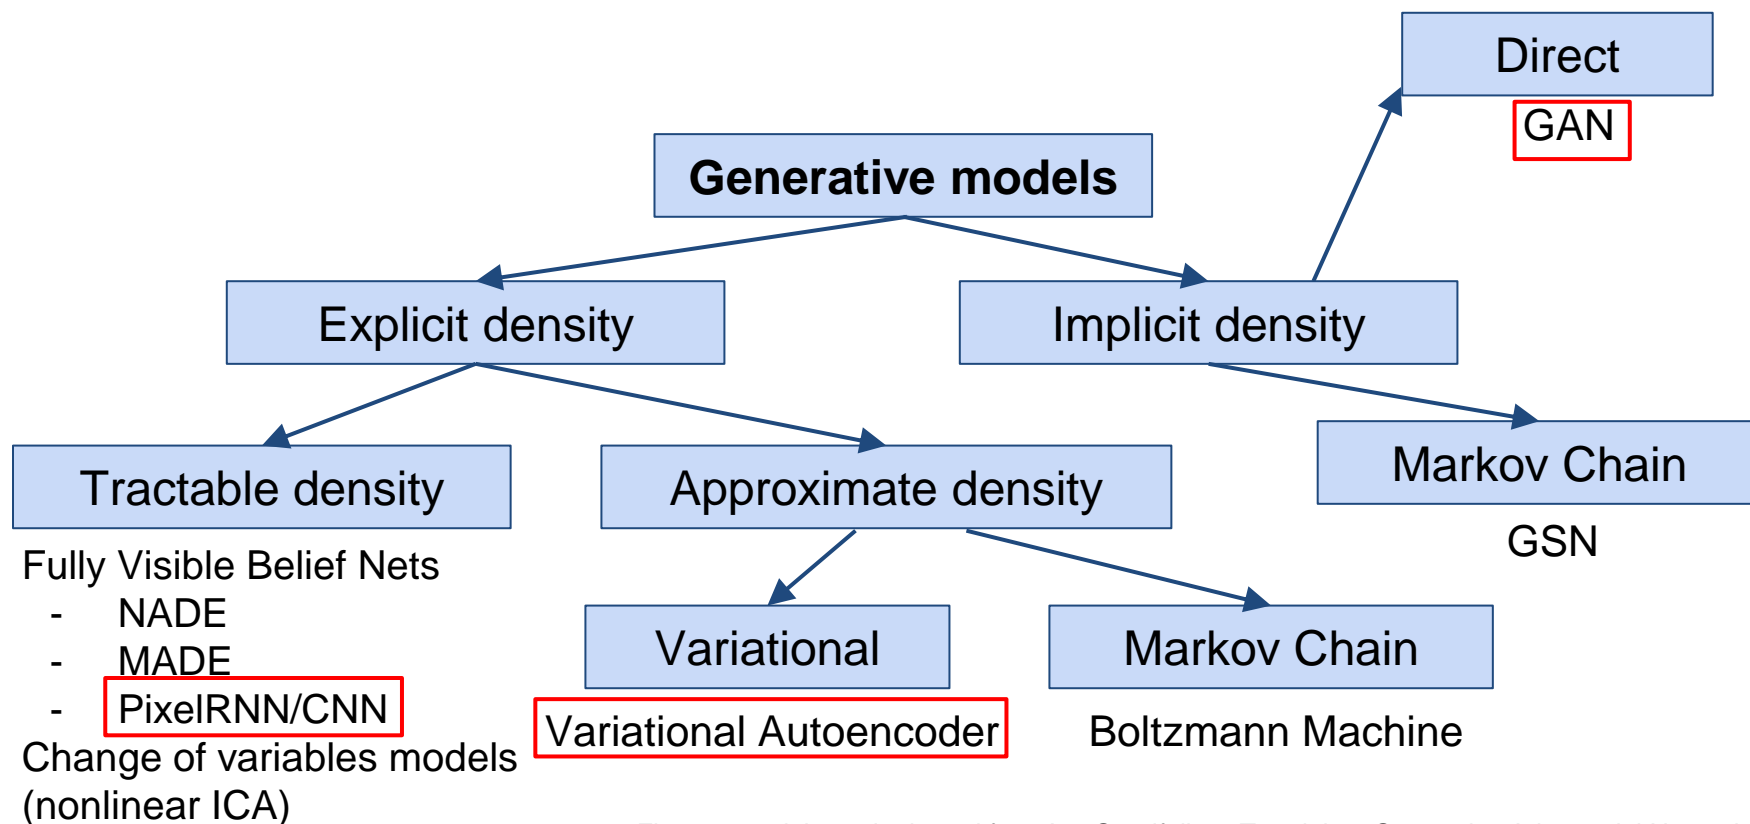 Direct
GAN
Generative models
Explicit density
Implicit density
Tractable density
Approximate density
Markov Chain
GSN
Fully Visible Belief Nets
- NADE
- MADE
- PixelRNN/CNN
Change of variables models
(nonlinear ICA)
Variational
Markov Chain
Variational Autoencoder
Boltzmann Machine